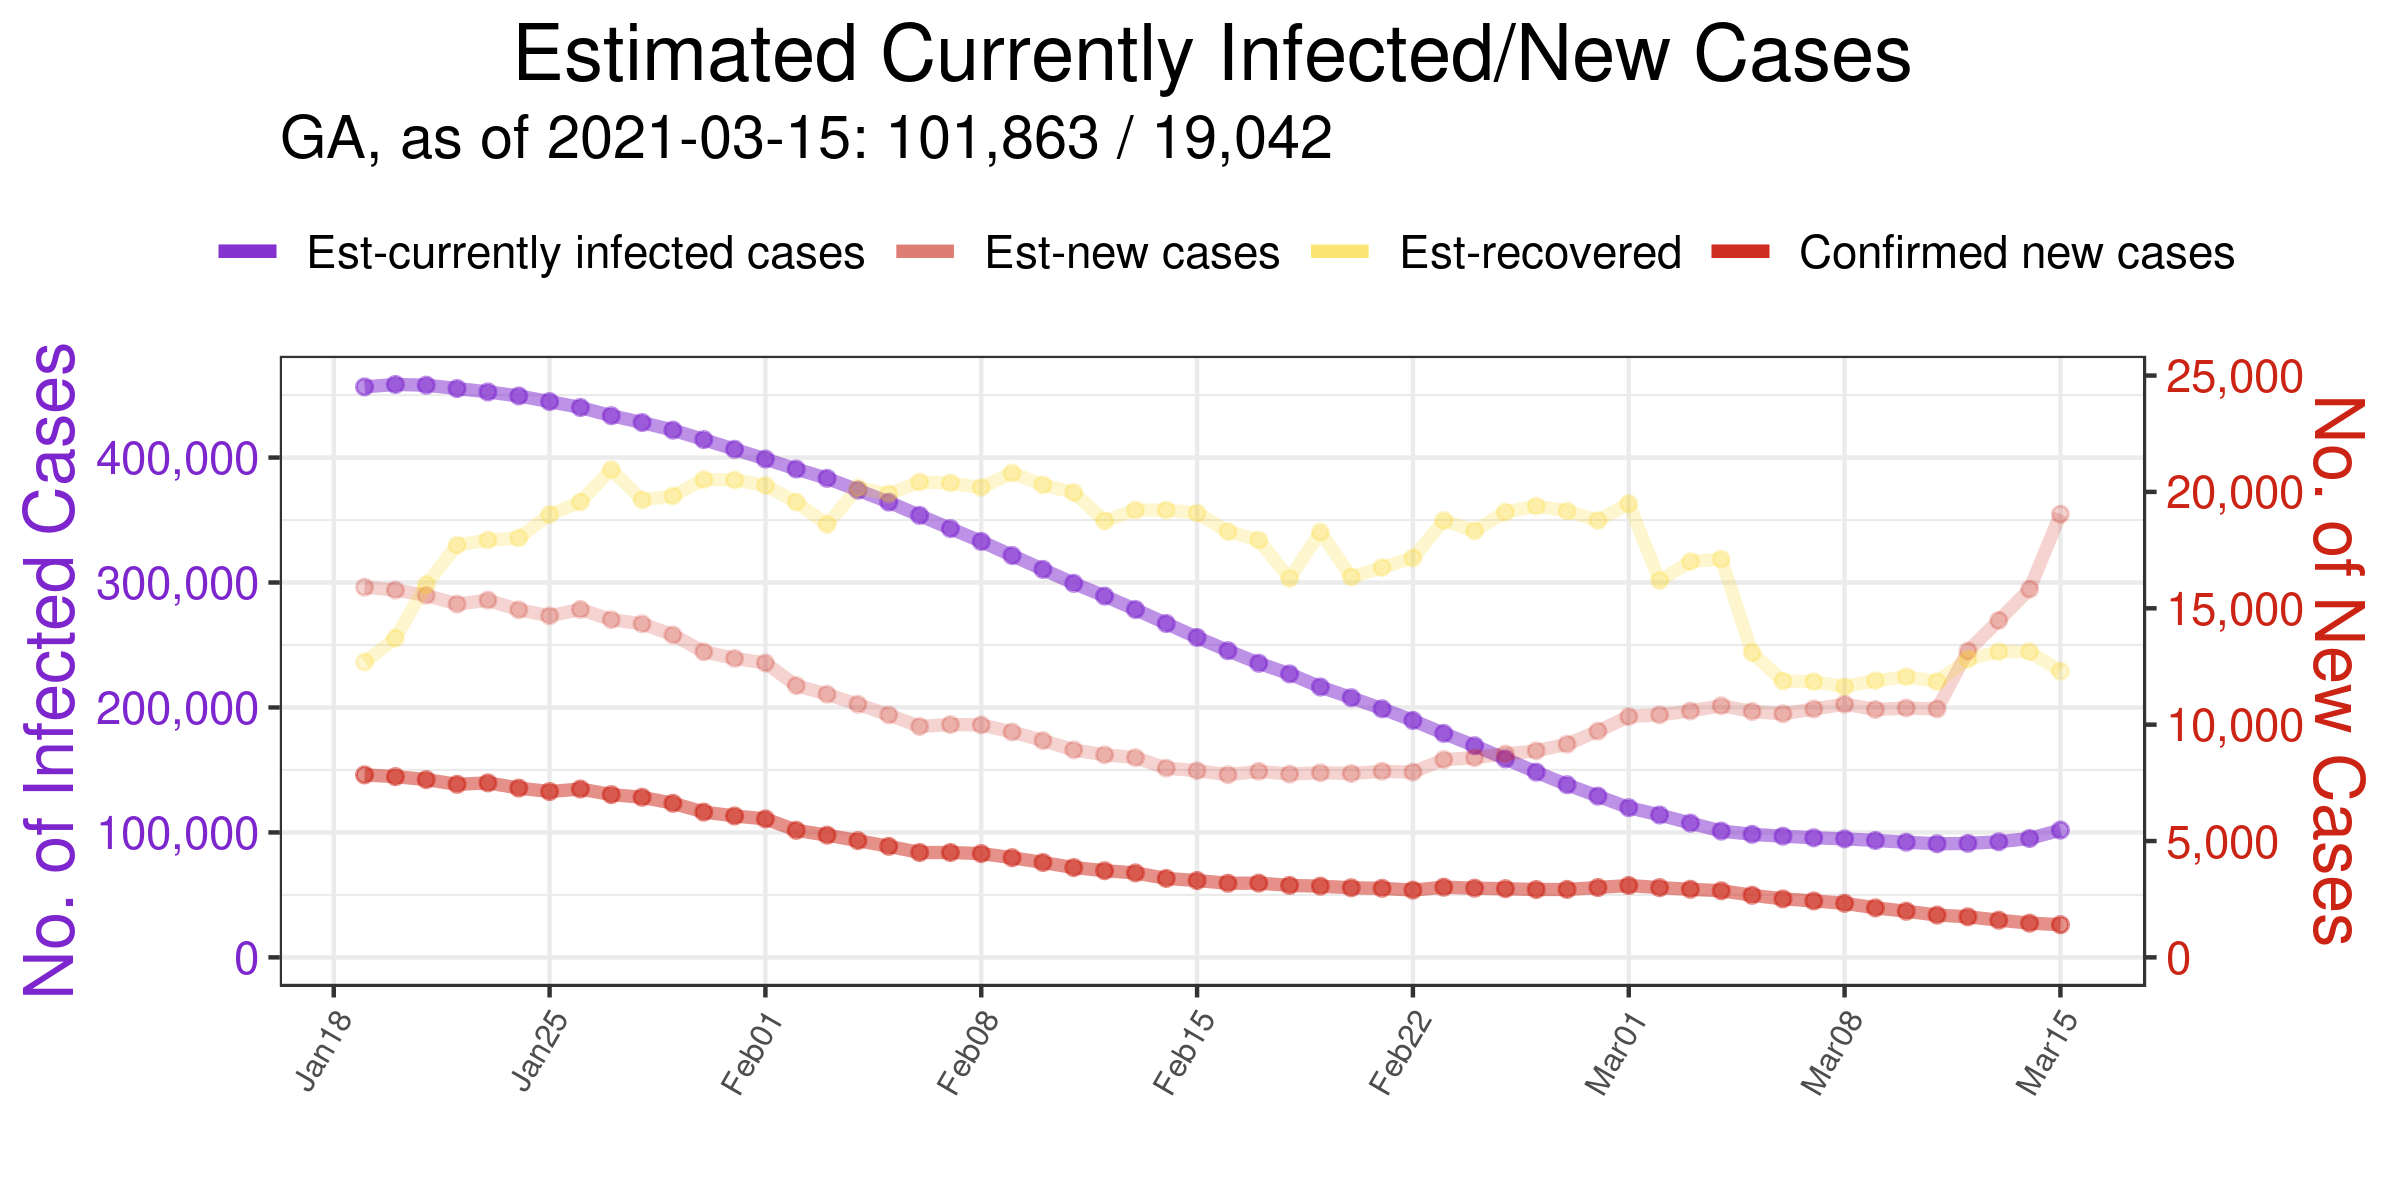 Estimated Currently Infected/New Cases
GA, as of 2021-03-15: 101,863 / 19,042
Est-currently infected cases
Est-new cases
Est-recovered
Confirmed new cases
No. of Infected Cases
400,000
300,000
200,000
100,000
0
25,000
20,000
15,000
10,000
5,000
0
No. of New Cases
Jan18
Jan25
Feb01
Feb08
Feb15
Feb22
Mar01
Mar08
Mar15